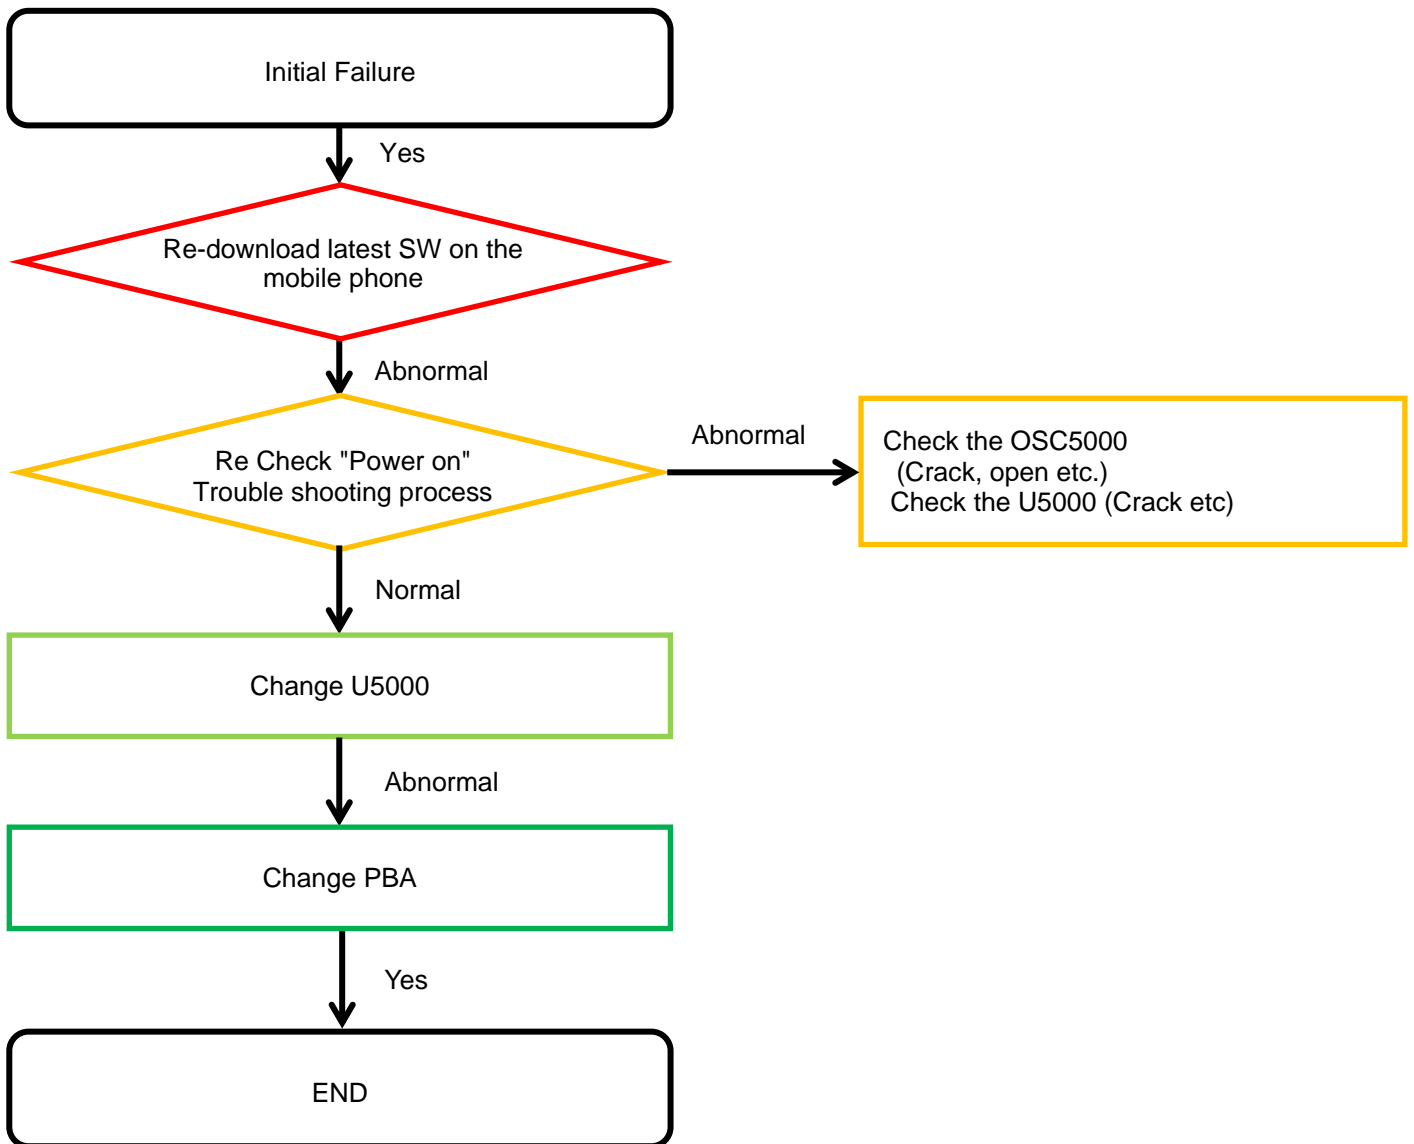 Initial Failure
Yes
Re-download latest SW on the
mobile phone
Abnormal
Re Check "Power on"
Trouble shooting process
Abnormal
Check the OSC5000
(Crack, open etc.)
Check the U5000 (Crack etc)
Normal
Change U5000
Abnormal
Change PBA
Yes
END